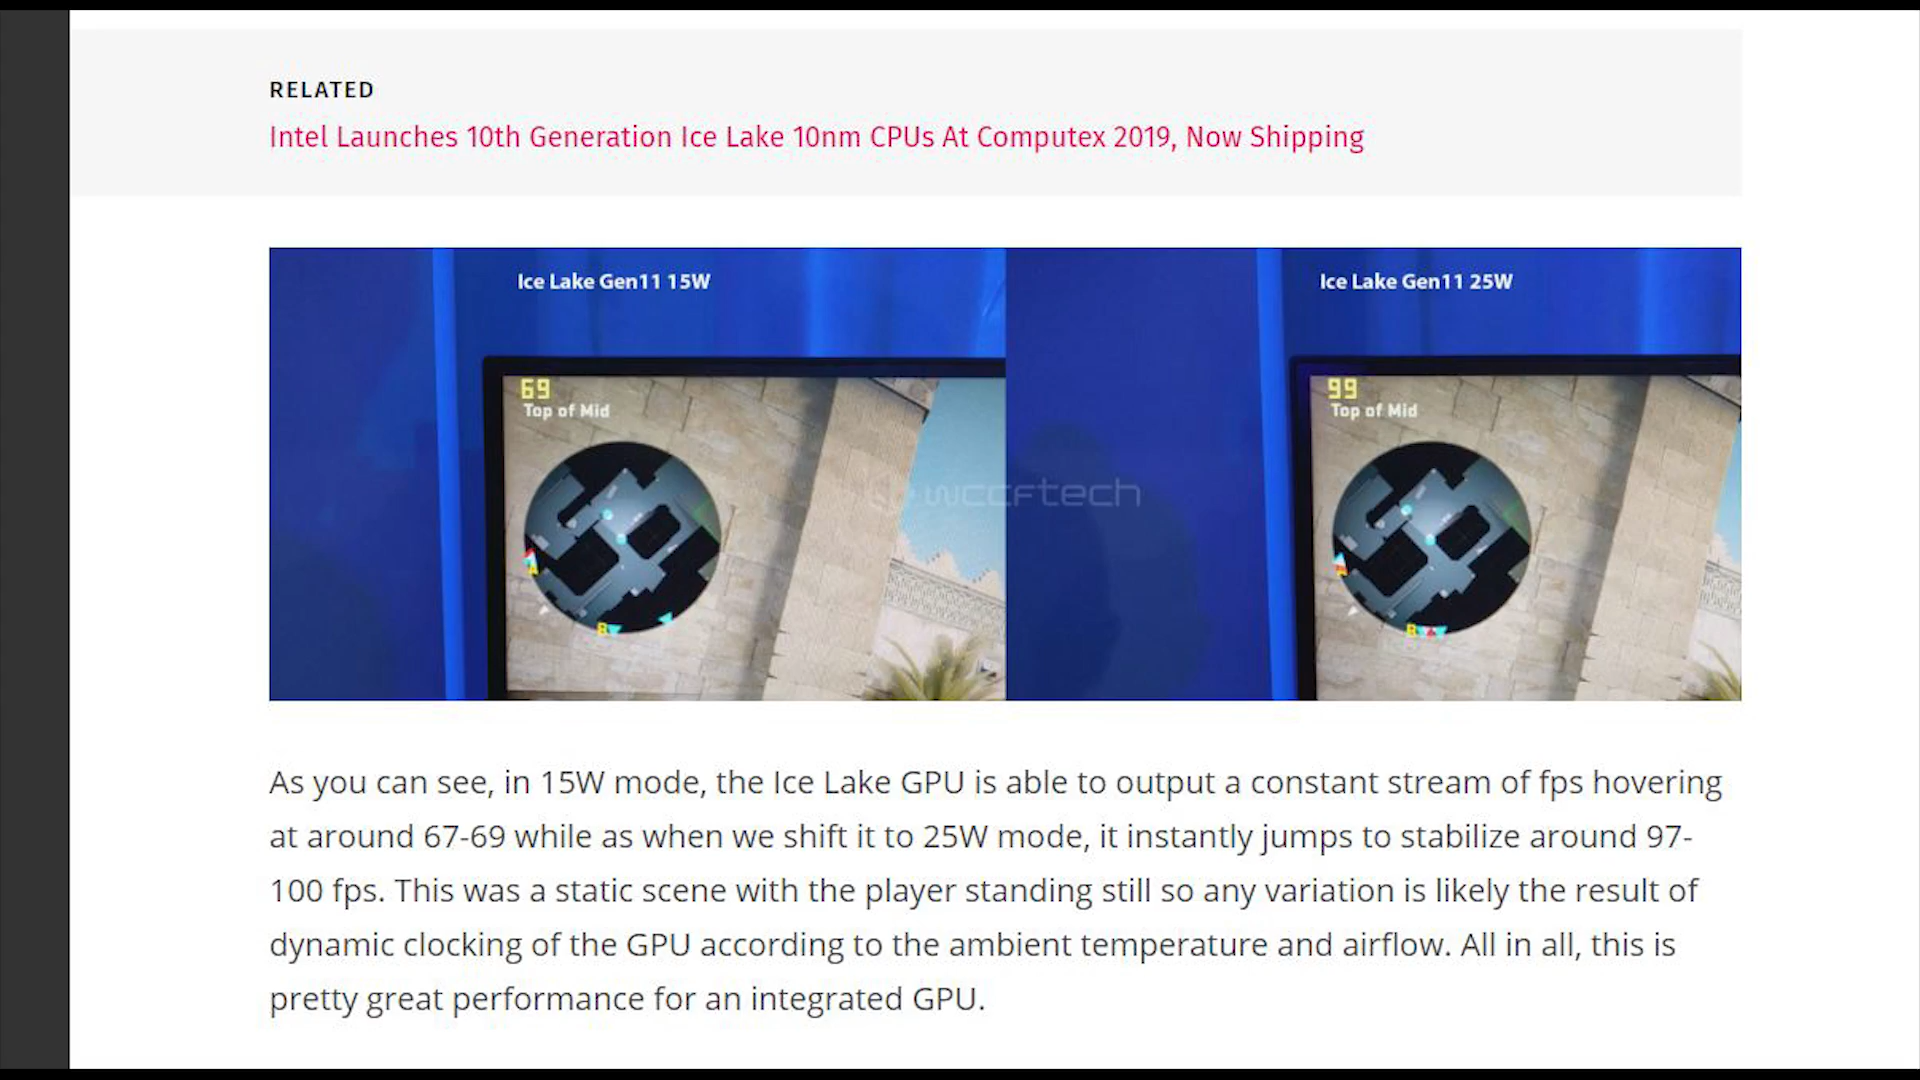 RELATED
Intel Launches 10th Generation Ice Lake 10nm CPUs At Computex 2019, Now Shipping
Ice Lake Gen11 15W
Ice Lake Gen11 25W
69
Top of Mid
99
Top of Mid
wccftech
B
B
As you can see, in 15W mode, the Ice Lake GPU is able to output a constant stream of fps hovering
at around 67-69 while as when we shift it to 25W mode, it instantly jumps to stabilize around 97-
100 fps. This was a static scene with the player standing still so any variation is likely the result of
dynamic clocking of the GPU according to the ambient temperature and airflow. All in all, this is
pretty great performance for an integrated GPU.